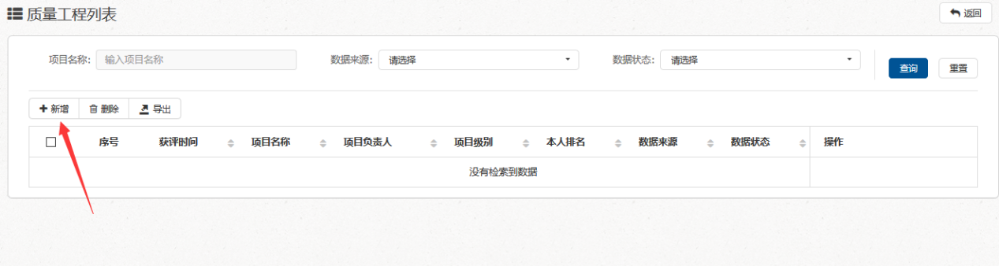 质量工程列表
返回
项目名称: 输入项目名称 数据来源: 请选择 数据状态: 请选择 查询 重置
新增 删除 导出
序号 获评时间 项目名称 项目负责人 项目级别 本人排名 数据来源 数据状态 操作
没有检索到数据